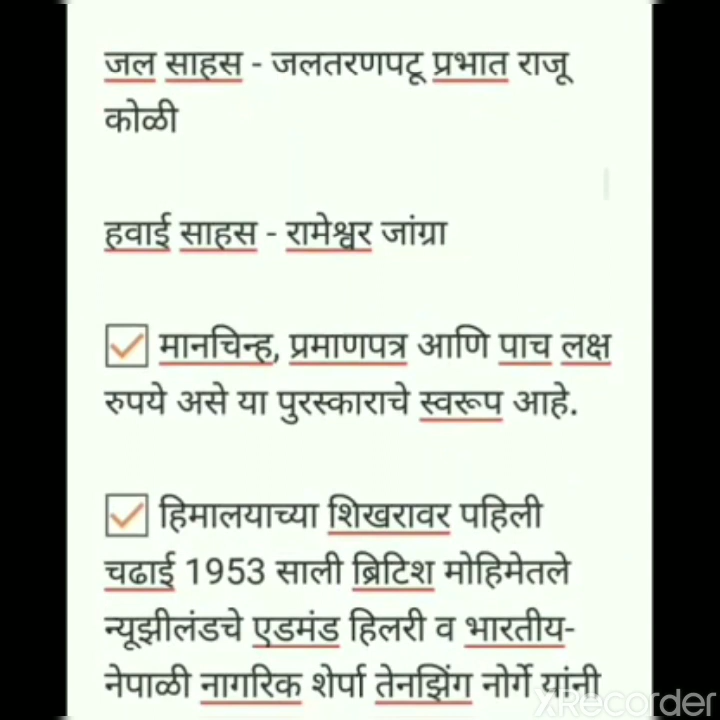 जल साहस - जलतरणपटू प्रभात राजू
कोळी
हवाई साहस - रामेश्वर जांग्रा
मानचिन्ह, प्रमाणपत्र आणि पाच लक्ष
रुपये असे या पुरस्काराचे स्वरूप आहे.
हिमालयाच्या शिखरावर पहिली
चढाई 1953 साली ब्रिटिश मोहिमेतले
न्यूझीलंडचे एडमंड हिलरी व भारतीय-
नेपाळी नागरिक शेर्पा तेनझिंग नोर्गे यांनी
XRecorder